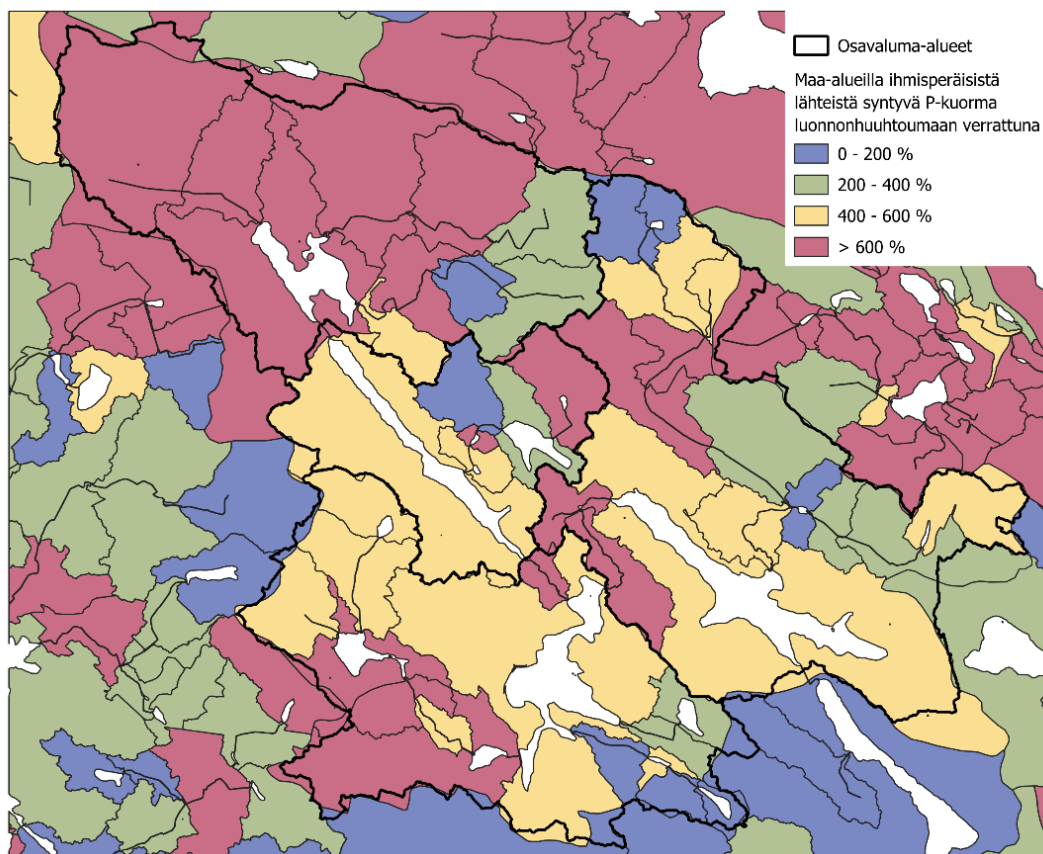 Osavaluma-alueet
Maa-alueilla ihmisperäisistä
lähteistä syntyvä P-kuorma
luonnonhuuhtoumaan verrattuna
0 - 200 %
200 - 400 %
400 - 600 %
> 600 %